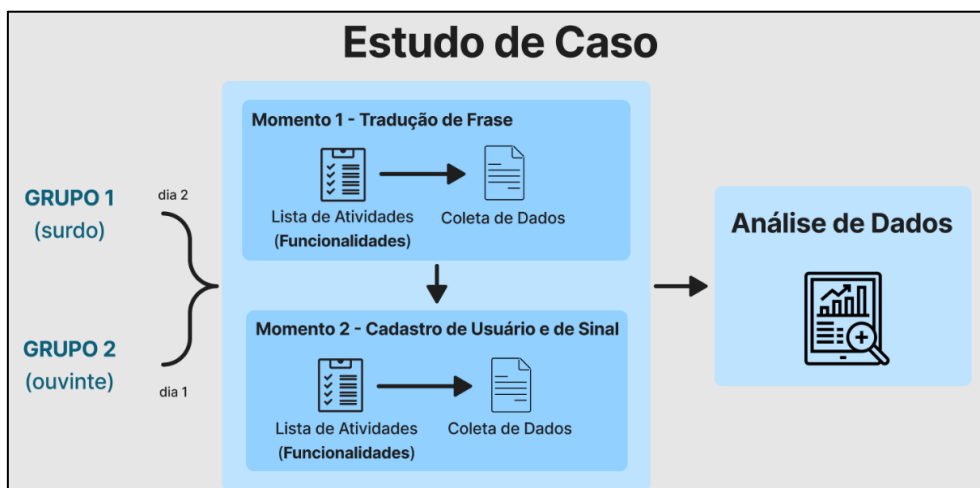 Estudo de Caso
GRUPO 1
(surdo)
dia 2
GRUPO 2
(ouvinte)
dia 1
Momento 1 - Tradução de Frase
Lista de Atividades
(Funcionalidades)
Coleta de Dados
Momento 2 - Cadastro de Usuário e de Sinal
Lista de Atividades
(Funcionalidades)
Coleta de Dados
Análise de Dados